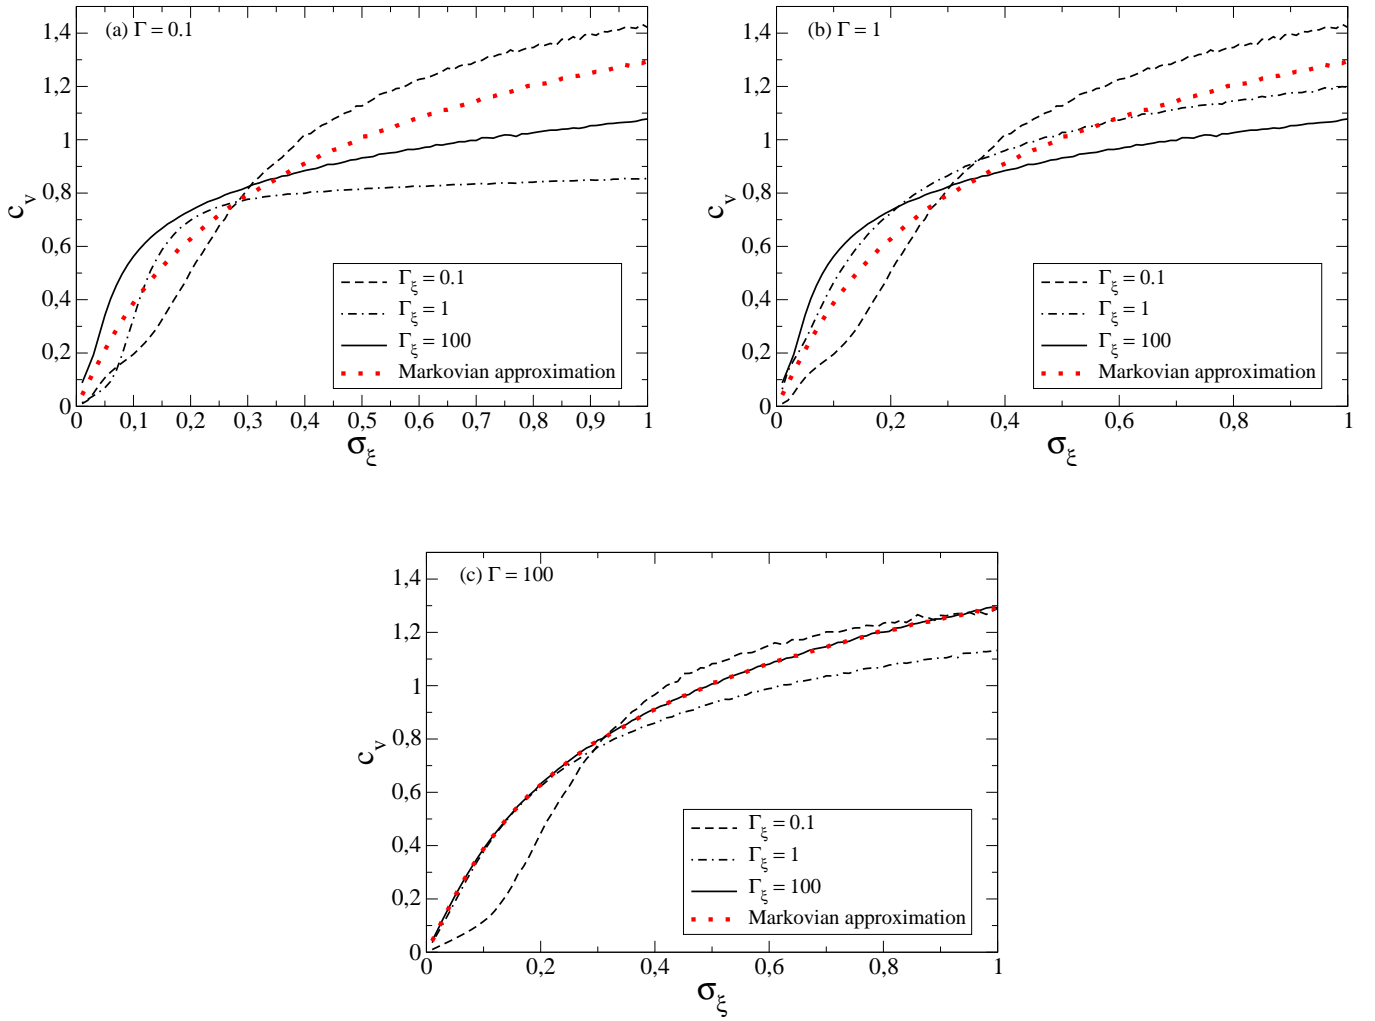 (a) Γ = 0.1
1,4
1,2
1
0,8
0,6
0,4
0,2
0
c_v
0 0,1 0,2 0,3 0,4 0,5 0,6 0,7 0,8 0,9 1
σ_ξ
Γ_ξ = 0.1
Γ_ξ = 1
Γ_ξ = 100
Markovian approximation
(b) Γ = 1
1,4
1,2
1
0,8
0,6
0,4
0,2
0
c_v
0 0,2 0,4 0,6 0,8 1
σ_ξ
Γ_ξ = 0.1
Γ_ξ = 1
Γ_ξ = 100
Markovian approximation
(c) Γ = 100
1,4
1,2
1
0,8
0,6
0,4
0,2
0
c_v
0 0,2 0,4 0,6 0,8 1
σ_ξ
Γ_ξ = 0.1
Γ_ξ = 1
Γ_ξ = 100
Markovian approximation